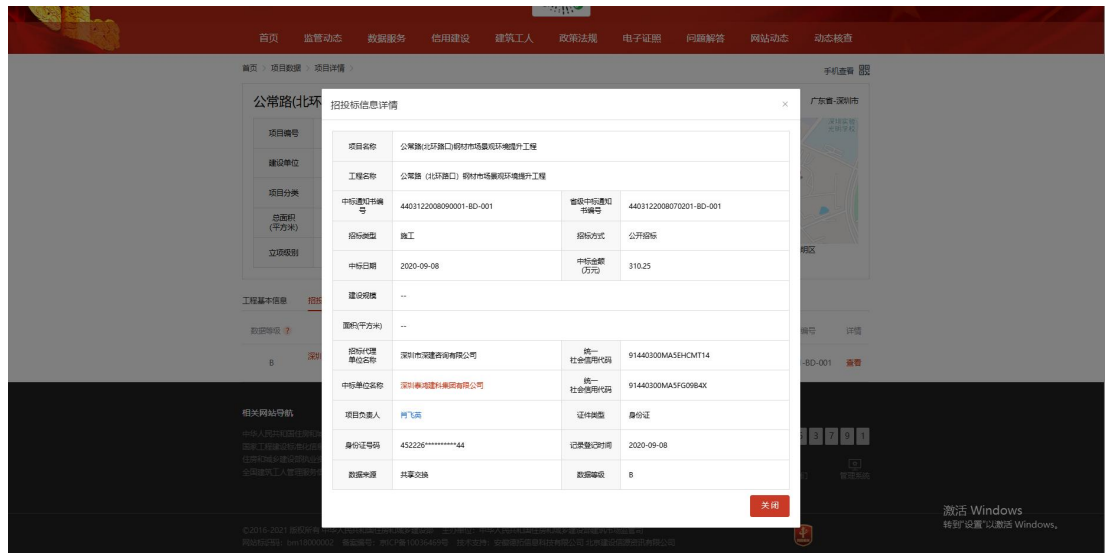 首页 监管动态 数据服务 信用建设 建筑工人 政策法规 电子证照 问题解答 网站动态 动态核查
首页 > 项目数据 > 项目详情 >
手机查看
公常路(北环
广东省-深圳市
项目编号
建设单位
项目分类
总面积
(平方米)
立项级别
明区
工程基本信息
数据等级 ?
编号 详情
B
-BD-001 查看
招投标信息详情 ×
项目名称 公常路(北环路口)钢材市场景观环境提升工程
工程名称 公常路（北环路口）钢材市场景观环境提升工程
中标通知书编号 4403122008090001-BD-001 省级中标通知书编号 4403122008070201-BD-001
招标类型 施工 招标方式 公开招标
中标日期 2020-09-08 中标金额(万元) 310.25
建设规模 --
面积(平方米) --
招标代理单位名称 深圳市深建咨询有限公司 统一社会信用代码 91440300MA5EHCMT14
中标单位名称 深圳泰鸿建科集团有限公司 统一社会信用代码 91440300MA5FG09B4X
项目负责人 肖飞英 证件类型 身份证
身份证号码 452226**********44 记录登记时间 2020-09-08
数据来源 共享交换 数据等级 B
关闭
相关网站导航
3 7 9 1
管理系统
激活 Windows
转到"设置"以激活 Windows。